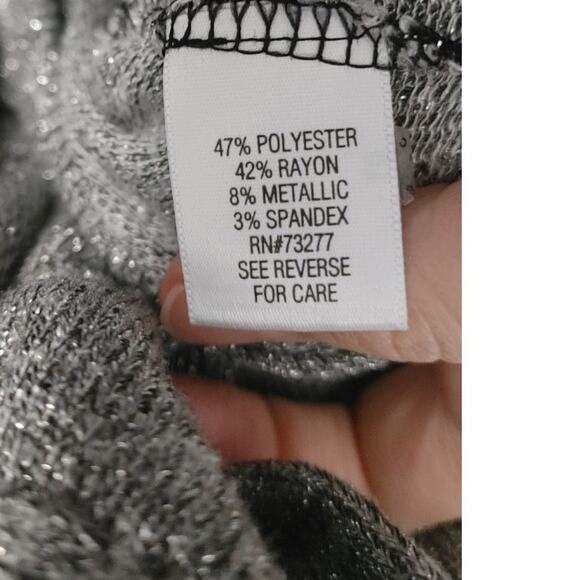 47% POLYESTER
42% RAYON
8% METALLIC
3% SPANDEX
RN#73277
SEE REVERSE
FOR CARE